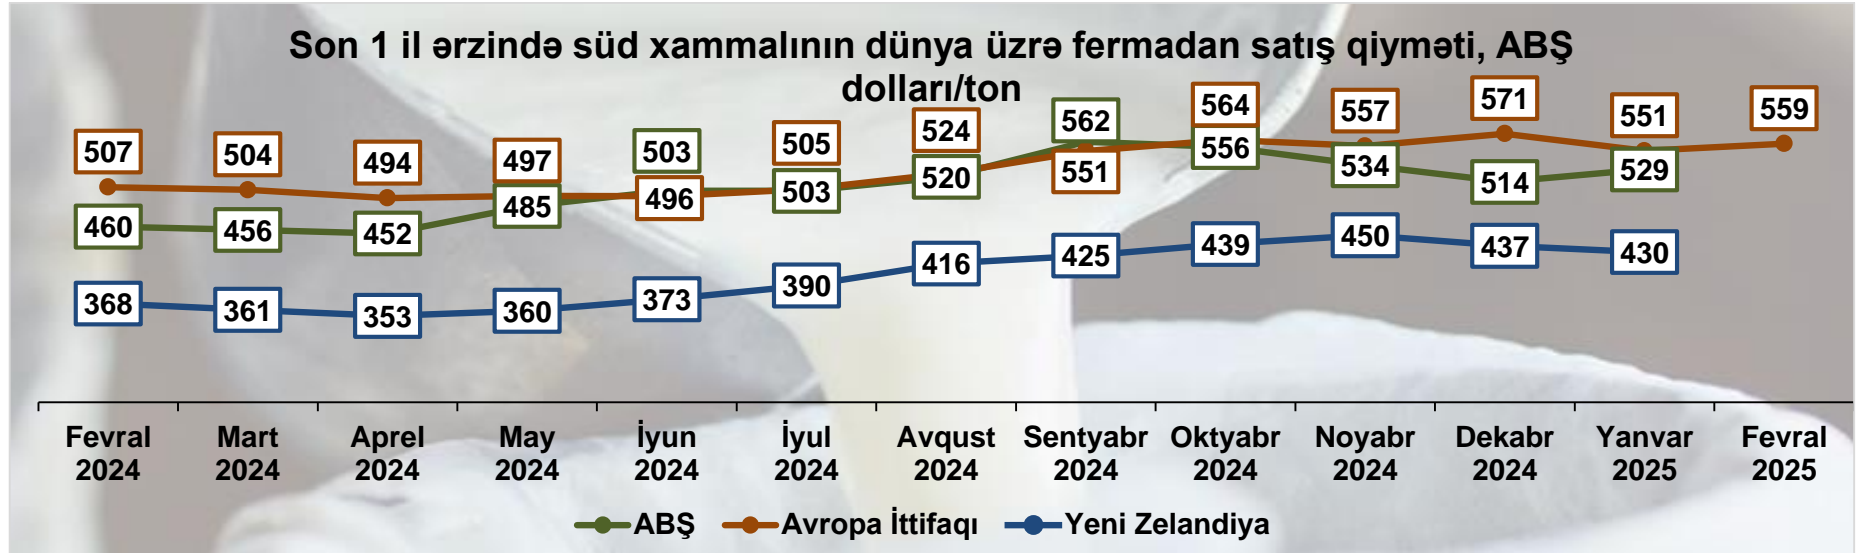 Son 1 il ərzində süd xammalının dünya üzrə fermadan satış qiyməti, ABŞ
dolları/ton
507 504 494 497 503 505 524 562 564 557 571 551 559
460 456 452 485 496 503 520 551 556 534 514 529
368 361 353 360 373 390 416 425 439 450 437 430
Fevral Mart Aprel May İyun İyul Avqust Sentyabr Oktyabr Noyabr Dekabr Yanvar Fevral
2024 2024 2024 2024 2024 2024 2024 2024 2024 2024 2024 2025 2025
ABŞ Avropa İttifaqı Yeni Zelandiya